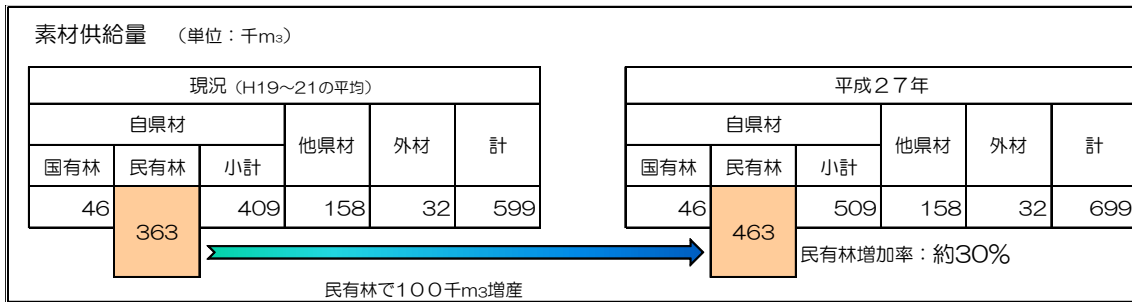 素材供給量 （単位：千m3）
現況（H19～21の平均）
自県材 他県材 外材 計
国有林 民有林 小計
46 363 409 158 32 599
平成27年
自県材 他県材 外材 計
国有林 民有林 小計
46 463 509 158 32 699
民有林増加率：約30%
民有林で100千m3増産